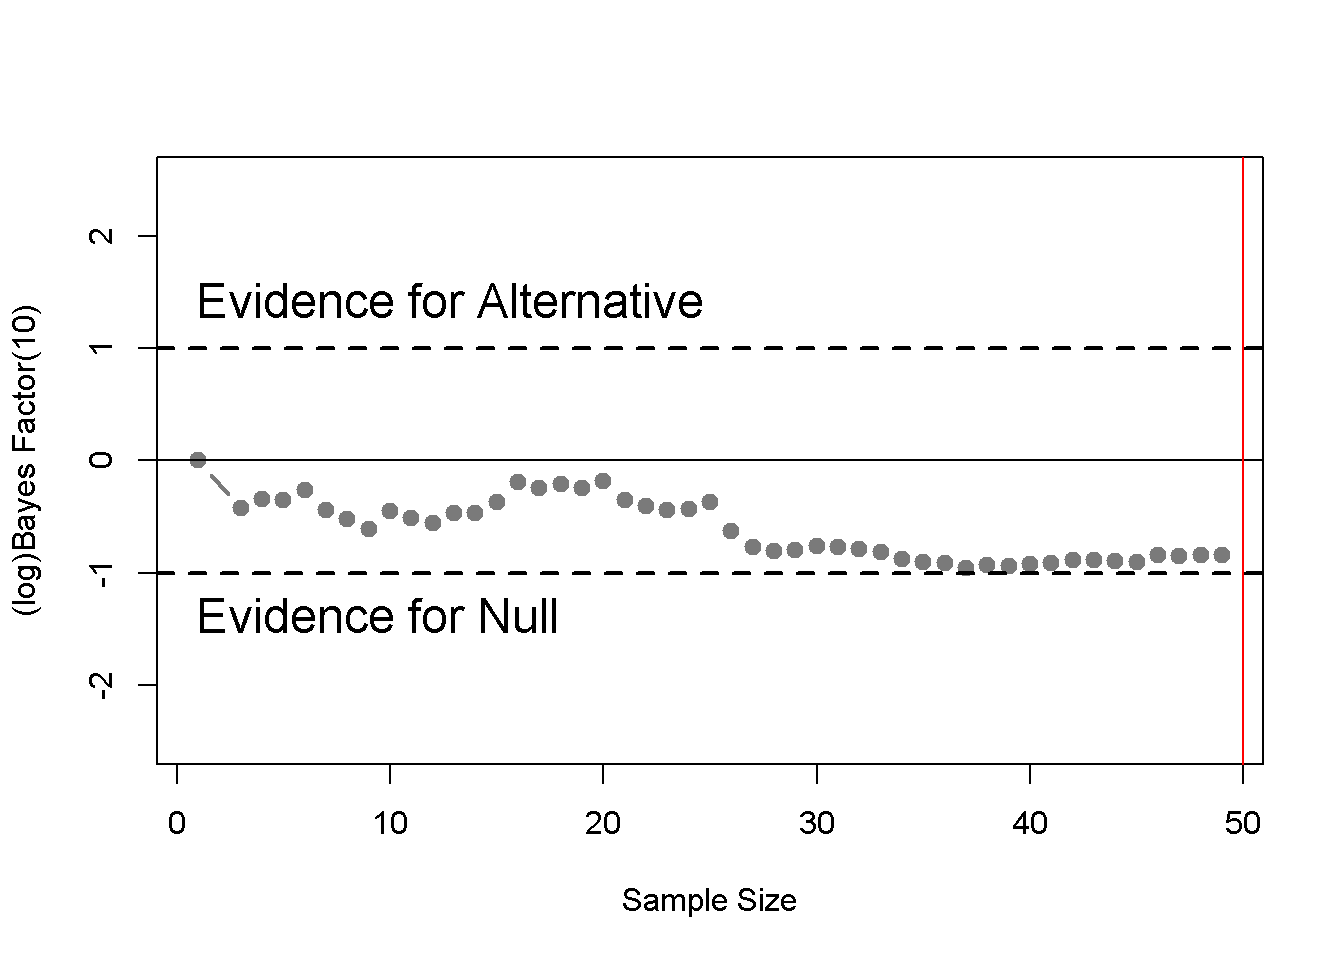 (log)Bayes Factor(10)
2
1
0
-1
-2
Evidence for Alternative
Evidence for Null
0 10 20 30 40 50
Sample Size